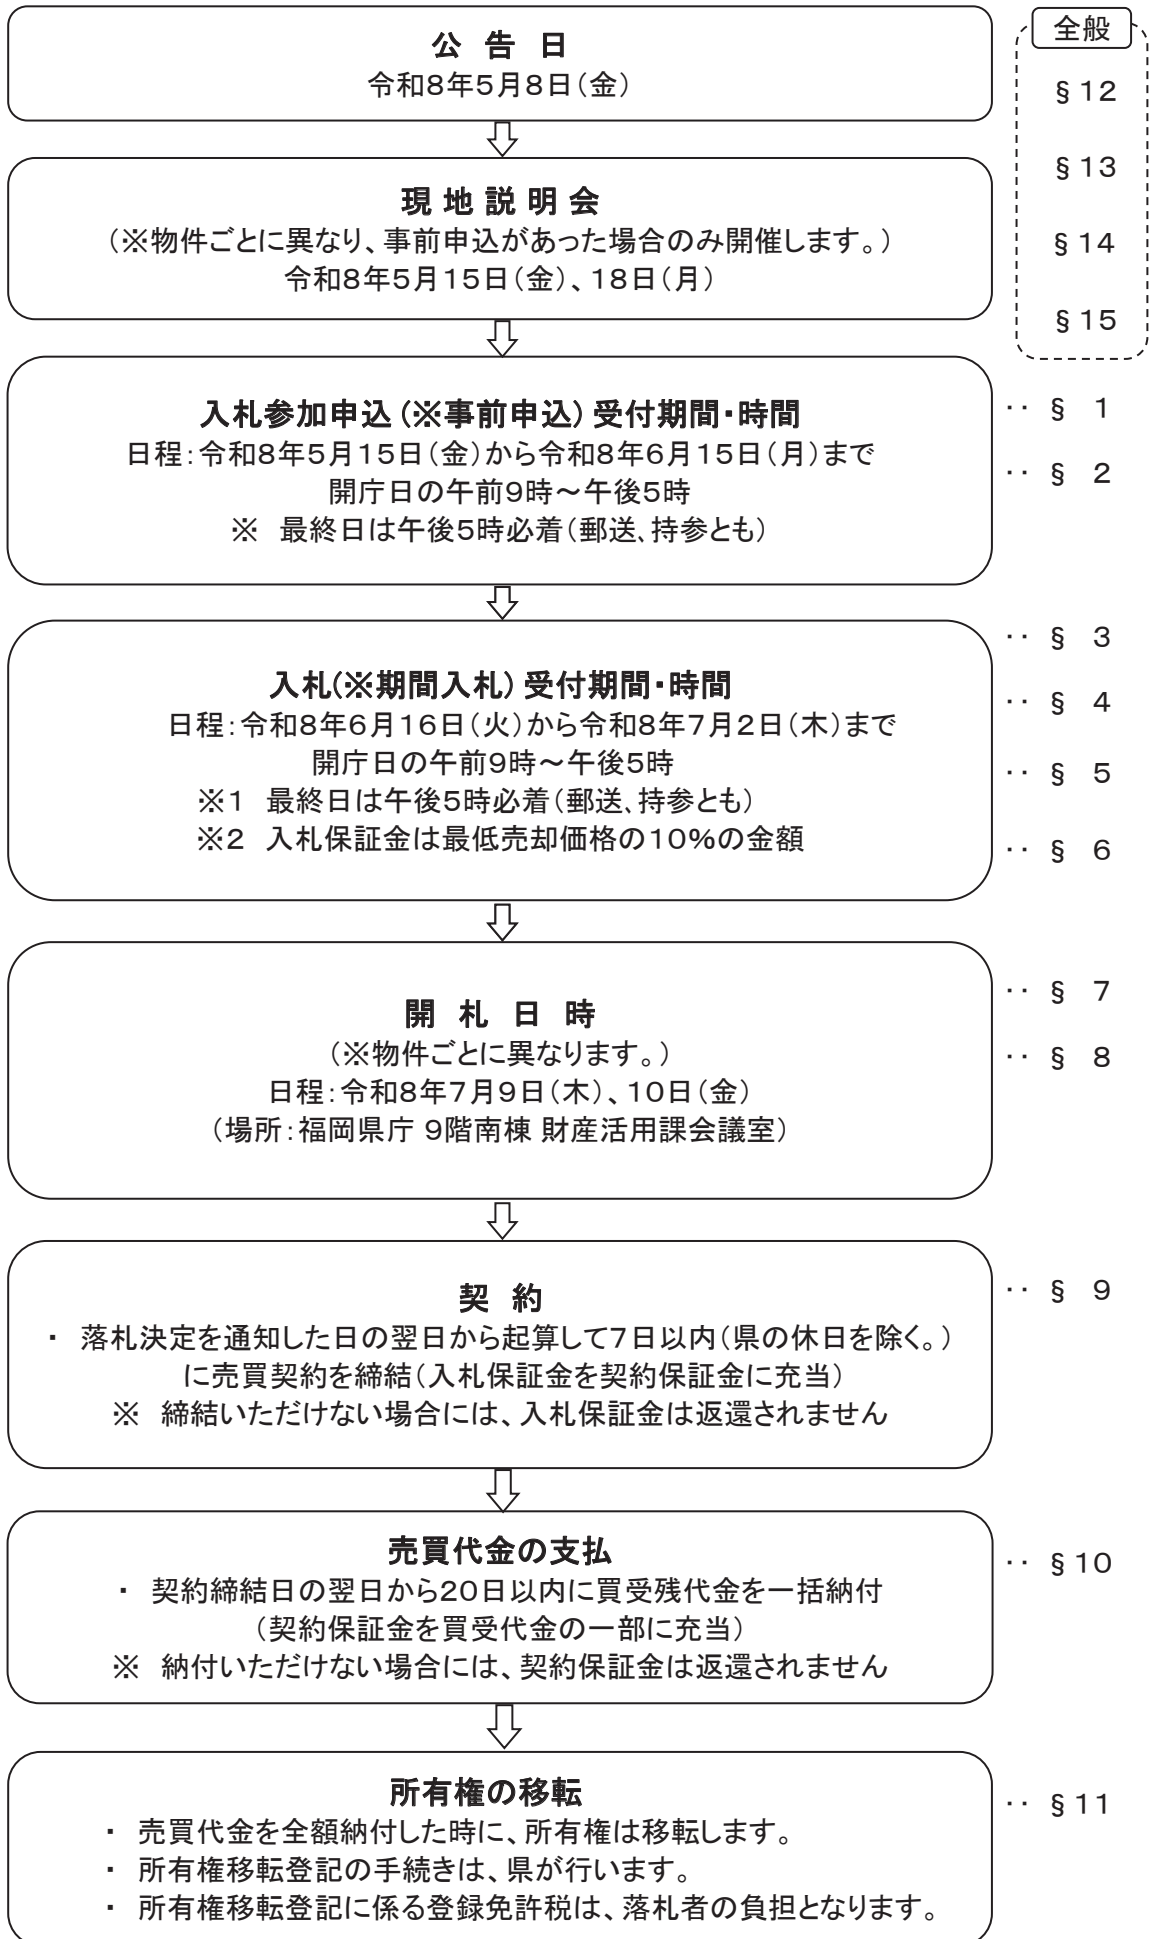 公 告 日
令和8年5月8日(金)
全般
§12
§13
§14
§15
現 地 説 明 会
(※物件ごとに異なり、事前申込があった場合のみ開催します。)
令和8年5月15日(金)、18日(月)
入札参加申込(※事前申込)受付期間・時間
日程:令和8年5月15日(金)から令和8年6月15日(月)まで
開庁日の午前9時~午後5時
※ 最終日は午後5時必着(郵送、持参とも)
‥ § 1
‥ § 2
入札(※期間入札)受付期間・時間
日程:令和8年6月16日(火)から令和8年7月2日(木)まで
開庁日の午前9時~午後5時
※1 最終日は午後5時必着(郵送、持参とも)
※2 入札保証金は最低売却価格の10%の金額
‥ § 3
‥ § 4
‥ § 5
‥ § 6
開 札 日 時
(※物件ごとに異なります。)
日程:令和8年7月9日(木)、10日(金)
(場所:福岡県庁 9階南棟 財産活用課会議室)
‥ § 7
‥ § 8
契 約
・ 落札決定を通知した日の翌日から起算して7日以内(県の休日を除く。)
に売買契約を締結(入札保証金を契約保証金に充当)
※ 締結いただけない場合には、入札保証金は返還されません
‥ § 9
売買代金の支払
・ 契約締結日の翌日から20日以内に買受残代金を一括納付
(契約保証金を買受代金の一部に充当)
※ 納付いただけない場合には、契約保証金は返還されません
‥ §10
所有権の移転
・ 売買代金を全額納付した時に、所有権は移転します。
・ 所有権移転登記の手続きは、県が行います。
・ 所有権移転登記に係る登録免許税は、落札者の負担となります。
‥ §11